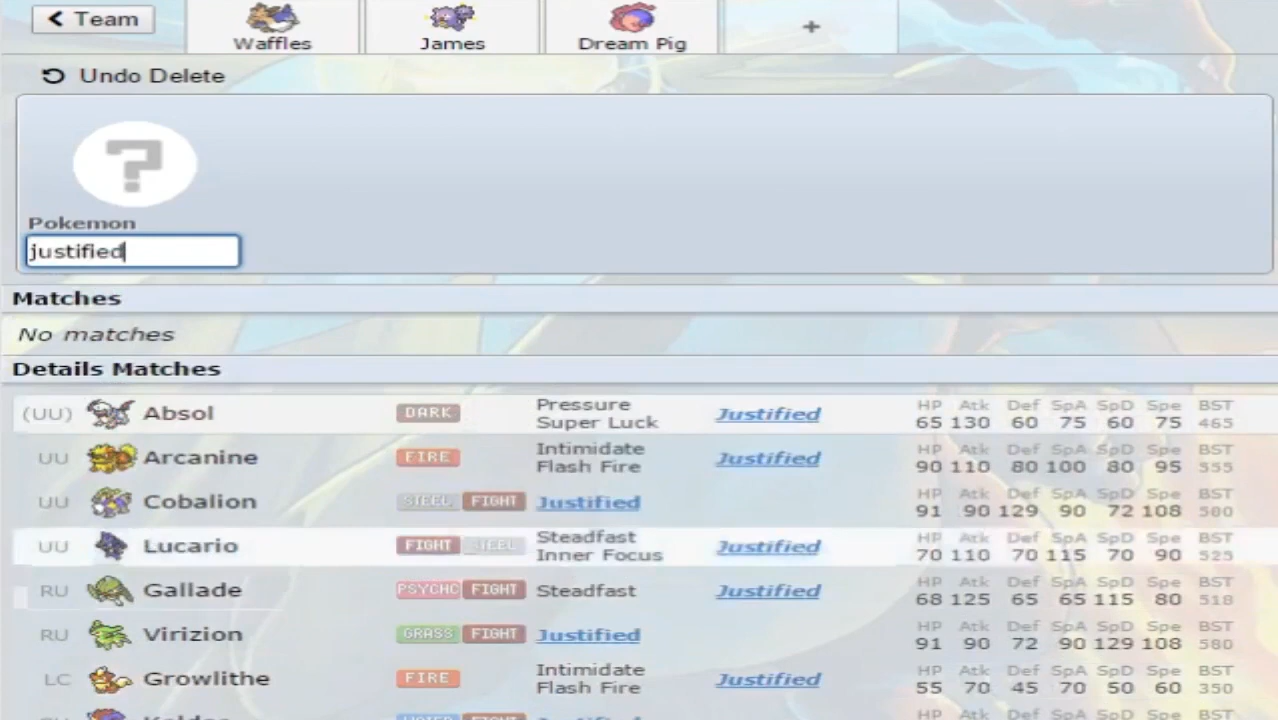 Team
Waffles
James
Dream Pig
+
Undo Delete
?
Pokemon
justified
Matches
No matches
Details Matches
(UU) Absol DARK Pressure Super Luck Justified HP 65 Atk 130 Def 60 SpA 75 SpD 60 Spe 75 BST 465
UU Arcanine FIRE Intimidate Flash Fire Justified HP 90 Atk 110 Def 80 SpA 100 SpD 80 Spe 95 BST 555
UU Cobalion STEEL FIGHT Justified HP 91 Atk 90 Def 129 SpA 90 SpD 72 Spe 108 BST 580
UU Lucario FIGHT STEEL Steadfast Inner Focus Justified HP 70 Atk 110 Def 70 SpA 115 SpD 70 Spe 90 BST 525
RU Gallade PSYCHC FIGHT Steadfast Justified HP 68 Atk 125 Def 65 SpA 65 SpD 115 Spe 80 BST 518
RU Virizion GRASS FIGHT Justified HP 91 Atk 90 Def 72 SpA 90 SpD 129 Spe 108 BST 580
LC Growlithe FIRE Intimidate Flash Fire Justified HP 55 Atk 70 Def 45 SpA 70 SpD 50 Spe 60 BST 350
HP Atk Def SpA SpD Spe BST